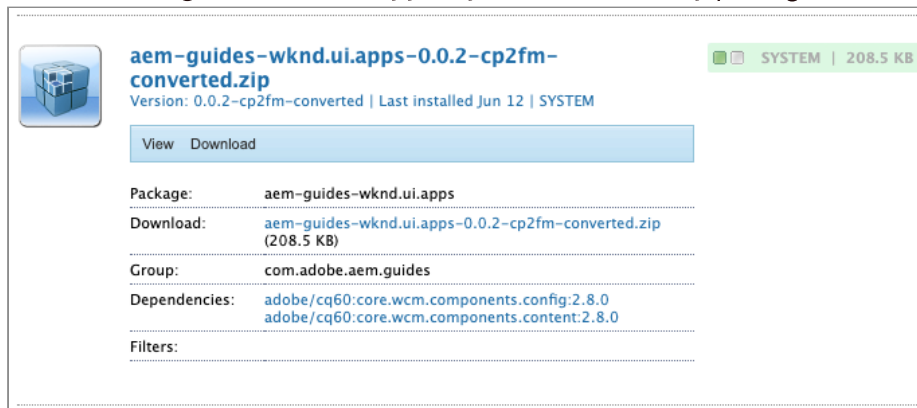 aem-guides-wknd.ui.apps-0.0.2-cp2fm-
converted.zip
SYSTEM | 208.5 KB
Version: 0.0.2-cp2fm-converted | Last installed Jun 12 | SYSTEM
View Download
Package: aem-guides-wknd.ui.apps
Download: aem-guides-wknd.ui.apps-0.0.2-cp2fm-converted.zip
(208.5 KB)
Group: com.adobe.aem.guides
Dependencies: adobe/cq60:core.wcm.components.config:2.8.0
adobe/cq60:core.wcm.components.content:2.8.0
Filters: